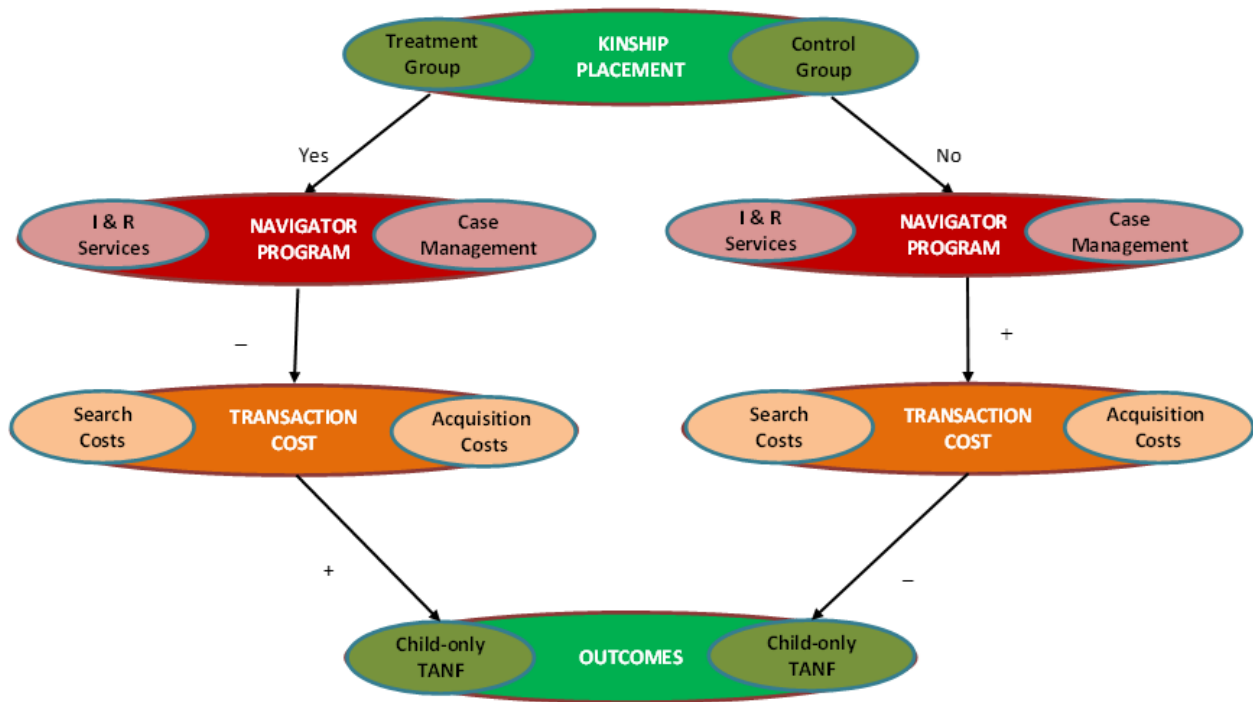 Treatment
Group
KINSHIP
PLACEMENT
Control
Group
Yes
No
I & R
Services
NAVIGATOR
PROGRAM
Case
Management
I & R
Services
NAVIGATOR
PROGRAM
Case
Management
–
+
Search
Costs
TRANSACTION
COST
Acquisition
Costs
Search
Costs
TRANSACTION
COST
Acquisition
Costs
+
–
Child-only
TANF
OUTCOMES
Child-only
TANF